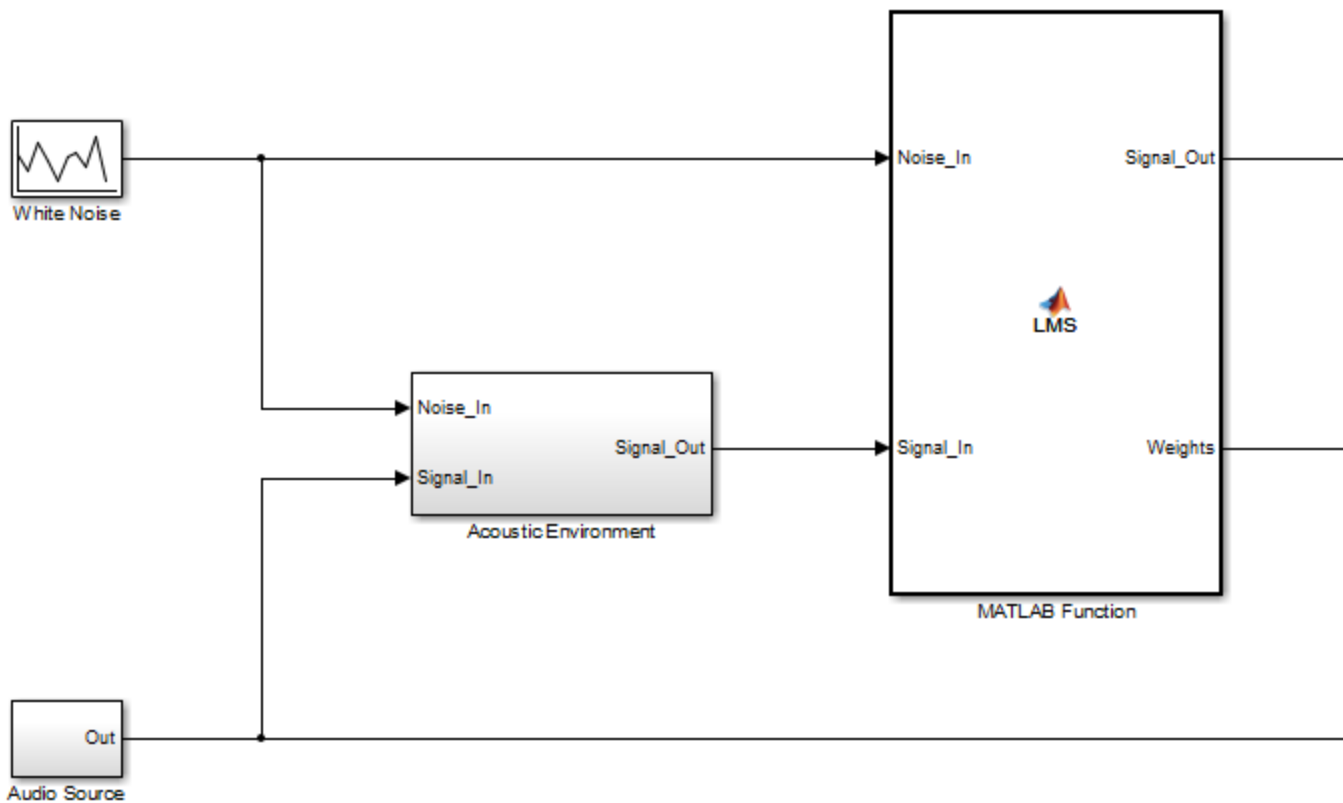 Noise_In
Signal_Out
White Noise
LMS
Noise_In
Signal_Out
Signal_In
Weights
Signal_In
Acoustic Environment
MATLAB Function
Out
Audio Source